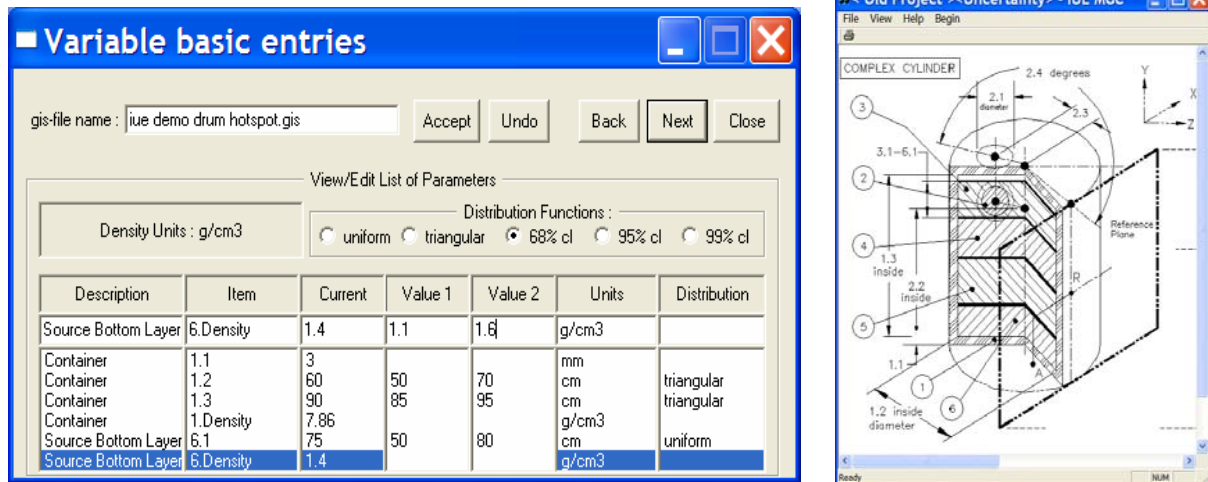 Variable basic entries
gis-file name : iue demo drum hotspot.gis Accept Undo Back Next Close
View/Edit List of Parameters
Density Units : g/cm3
Distribution Functions :
uniform triangular 68% cl 95% cl 99% cl
Description Item Current Value 1 Value 2 Units Distribution
Source Bottom Layer 6.Density 1.4 1.1 1.6 g/cm3
Container 1.1 3 mm
Container 1.2 60 50 70 cm triangular
Container 1.3 90 85 95 cm triangular
Container 1.Density 7.86 g/cm3
Source Bottom Layer 6.1 75 50 80 cm uniform
Source Bottom Layer 6.Density 1.4 g/cm3
< Old Project ><Uncertainty> - IUE MGC
File View Help Begin
COMPLEX CYLINDER
2.4 degrees
Y
X
Z
2.1
diameter
2.3
3
3.1-6.1
2
Reference
Plane
4
1.3
inside
2.2
inside
R
5
1.1
A
1
1.2 inside
diameter
6
Ready NUM